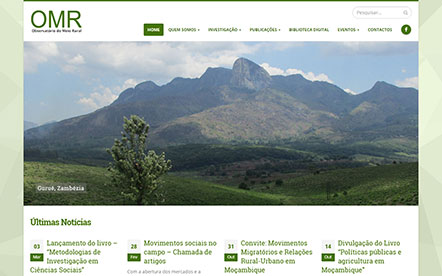 OMR
Observatório do Meio Rural
Pesquisar...
HOME QUEM SOMOS INVESTIGAÇÃO PUBLICAÇÕES BIBLIOTECA DIGITAL EVENTOS CONTACTOS
Gurué, Zambézia
Últimas Notícias
03
Mar
Lançamento do livro –
“Metodologias de
Investigação em
Ciências Sociais”
28
Fev
Movimentos sociais no
campo – Chamada de
artigos
Com a abertura dos mercados e a
31
Out
Convite: Movimentos
Migratórios e Relações
Rural-Urbano em
Moçambique
14
Out
Divulgação do Livro
“Políticas públicas e
agricultura em
Moçambique”